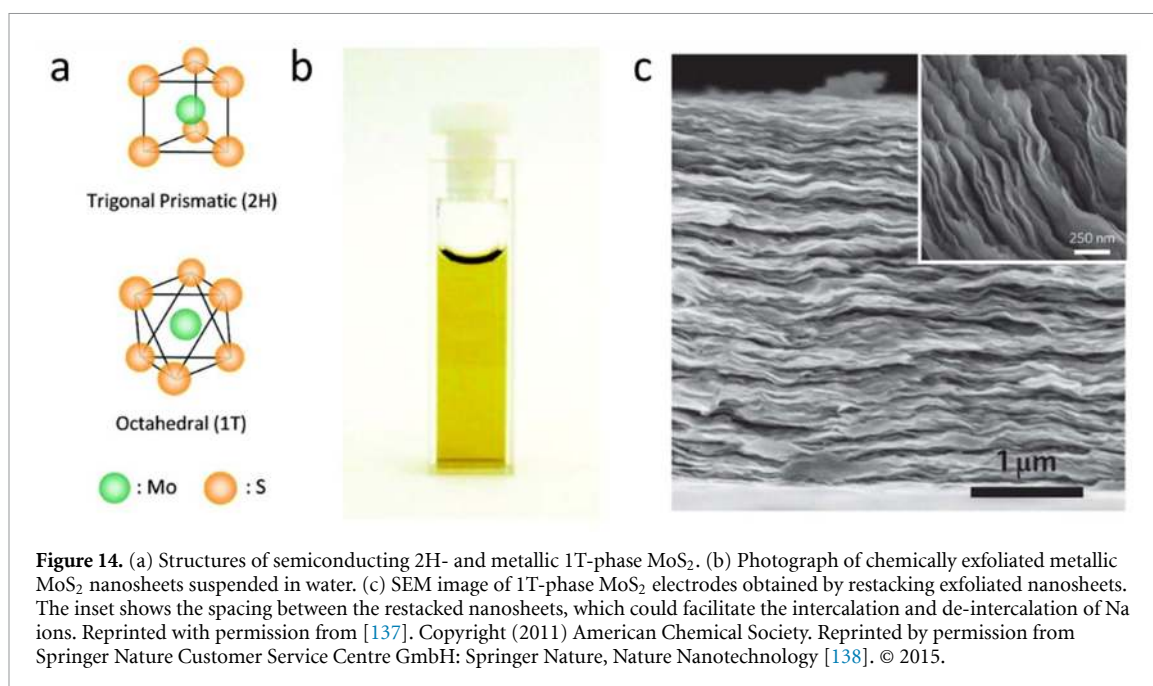 a
b
c
Trigonal Prismatic (2H)
Octahedral (1T)
: Mo : S
250 nm
1 μm
Figure 14. (a) Structures of semiconducting 2H- and metallic 1T-phase MoS₂. (b) Photograph of chemically exfoliated metallic
MoS₂ nanosheets suspended in water. (c) SEM image of 1T-phase MoS₂ electrodes obtained by restacking exfoliated nanosheets.
The inset shows the spacing between the restacked nanosheets, which could facilitate the intercalation and de-intercalation of Na
ions. Reprinted with permission from [137]. Copyright (2011) American Chemical Society. Reprinted by permission from
Springer Nature Customer Service Centre GmbH: Springer Nature, Nature Nanotechnology [138]. © 2015.